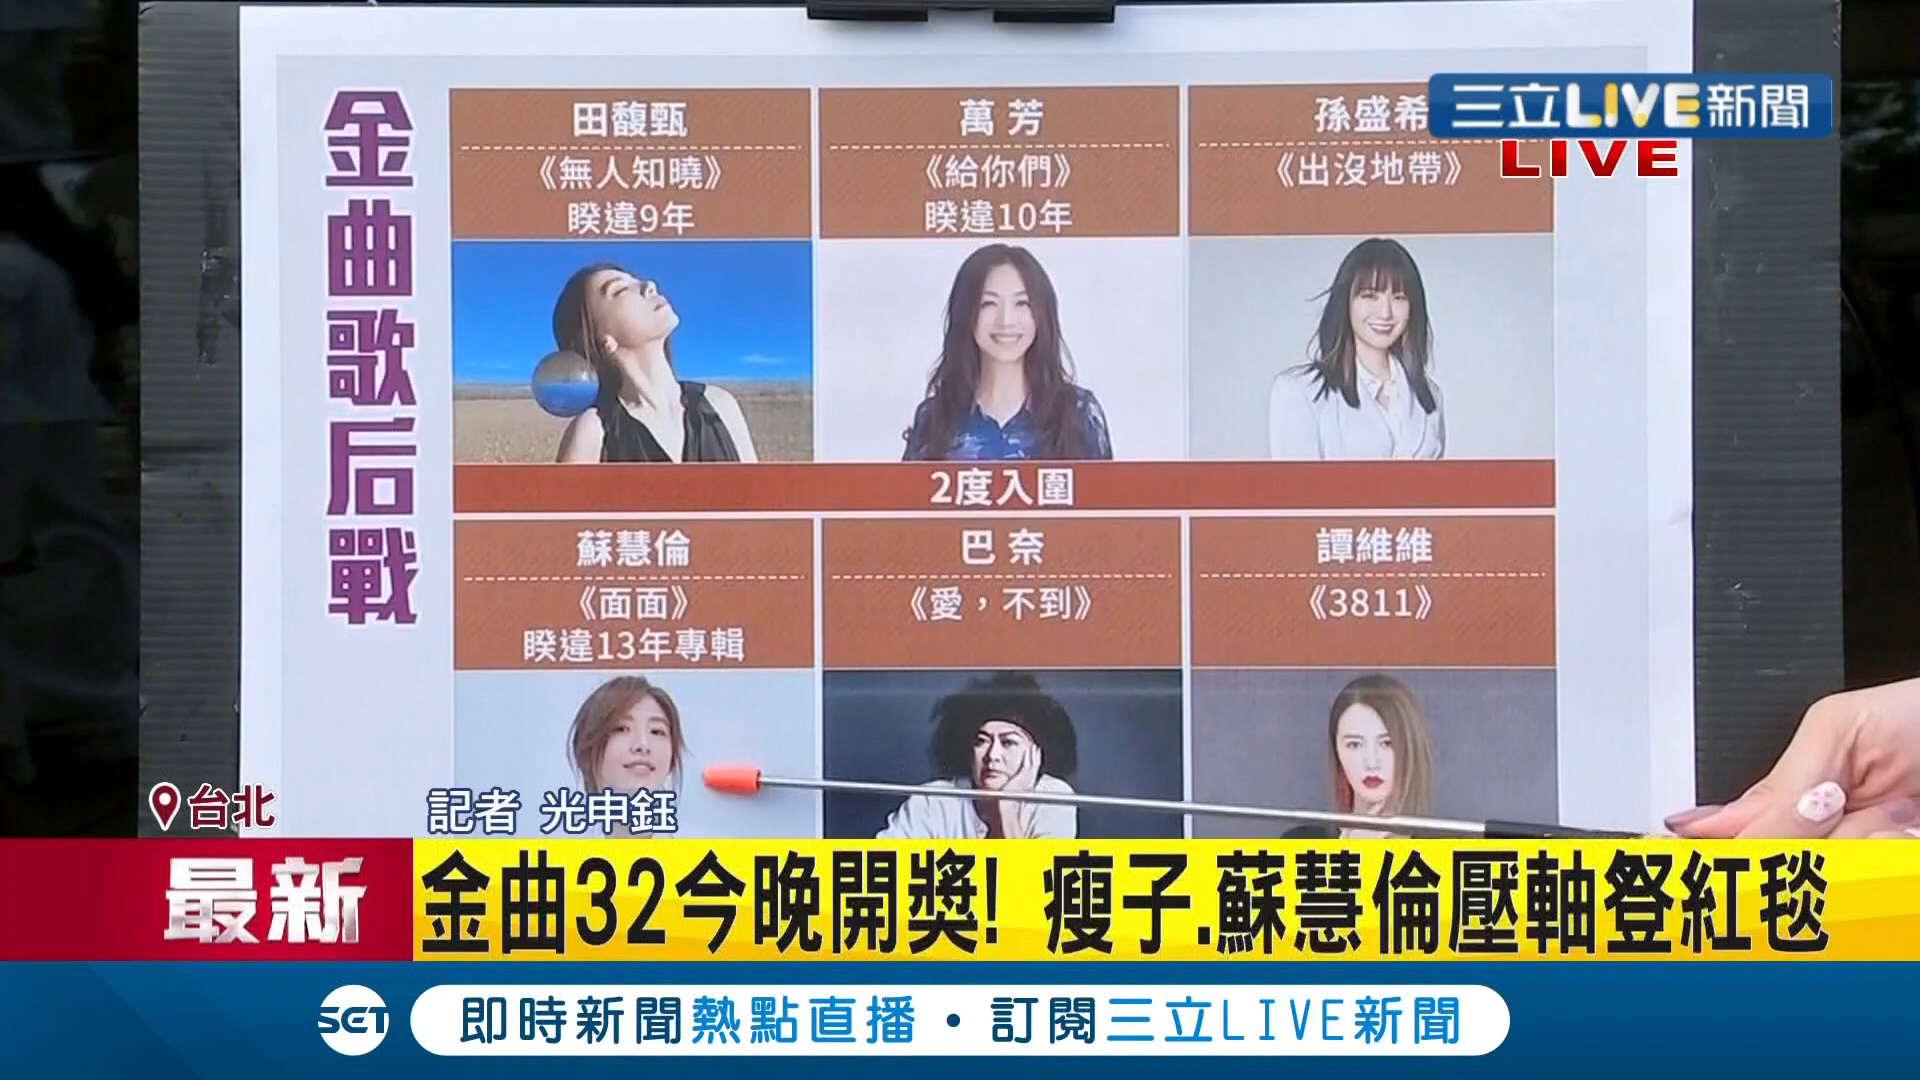 金曲歌后戰
田馥甄
《無人知曉》
睽違9年
萬芳
《給你們》
睽違10年
孫盛希
《出沒地帶》
三立LIVE新聞
LIVE
2度入圍
蘇慧倫
《面面》
睽違13年專輯
巴奈
《愛，不到》
譚維維
《3811》
台北
記者 光申鈺
最新
金曲32今晚開獎! 瘦子.蘇慧倫壓軸登紅毯
SET
即時新聞熱點直播・訂閱三立LIVE新聞